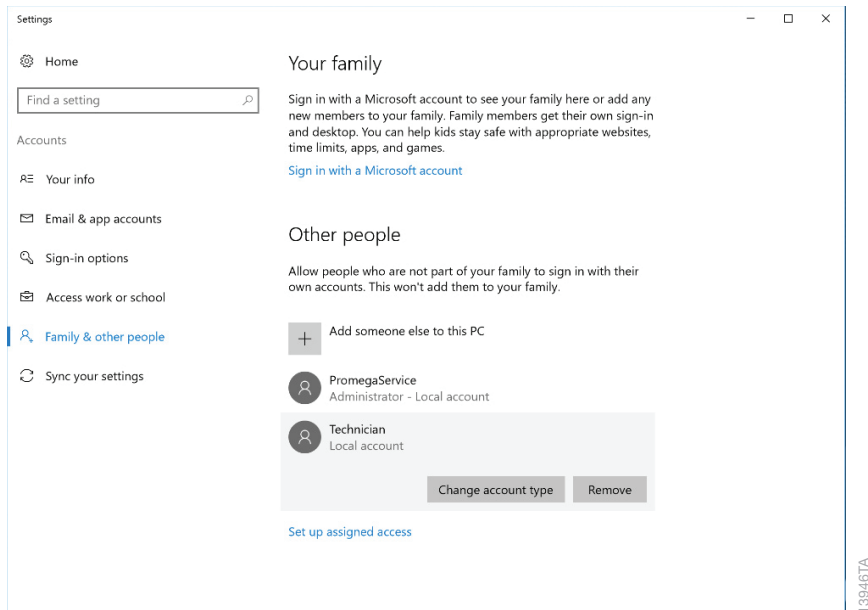 Settings
Home
Find a setting
Accounts
Your info
Email & app accounts
Sign-in options
Access work or school
Family & other people
Sync your settings
Your family
Sign in with a Microsoft account to see your family here or add any
new members to your family. Family members get their own sign-in
and desktop. You can help kids stay safe with appropriate websites,
time limits, apps, and games.
Sign in with a Microsoft account
Other people
Allow people who are not part of your family to sign in with their
own accounts. This won't add them to your family.
Add someone else to this PC
PromegaService
Administrator - Local account
Technician
Local account
Change account type
Remove
Set up assigned access